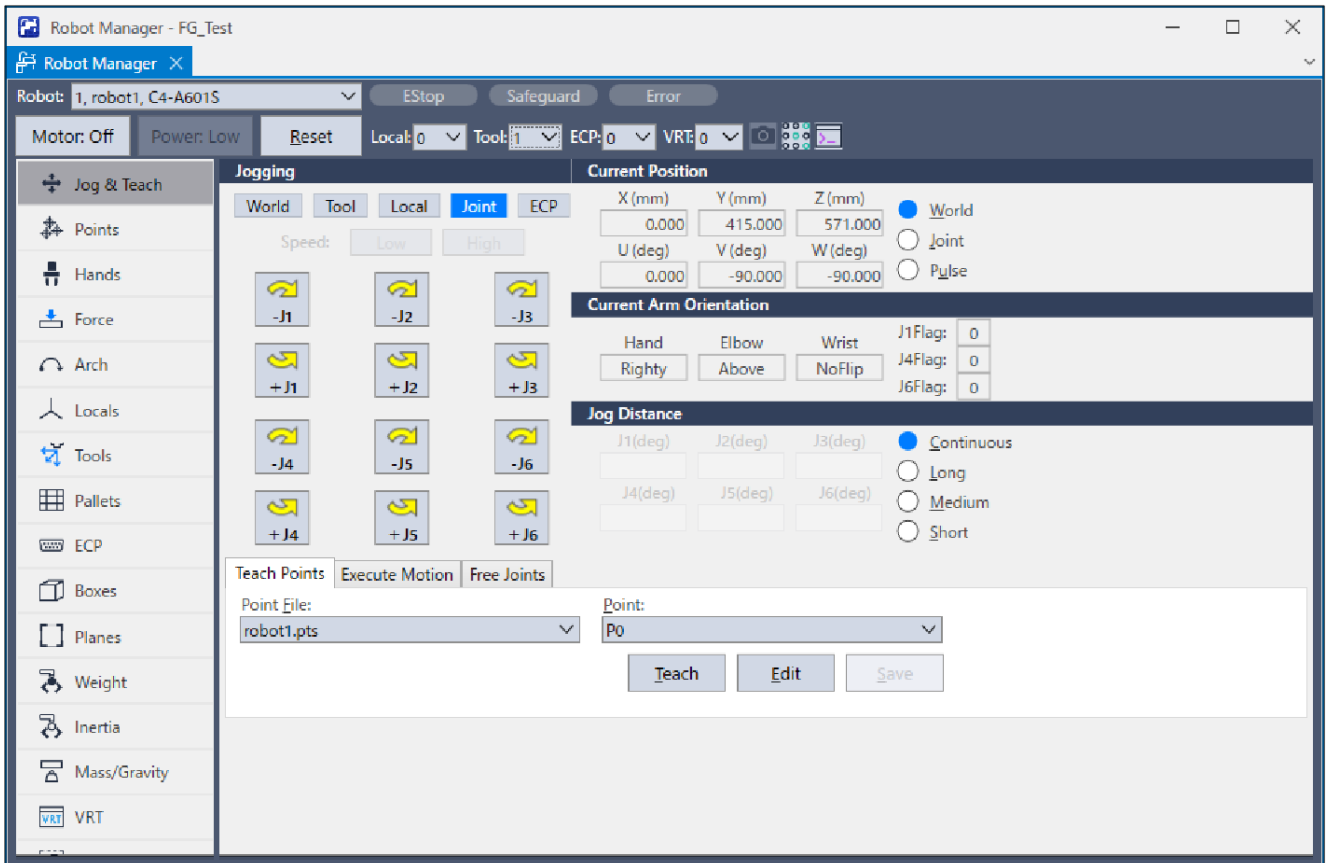 Robot Manager - FG_Test
Robot Manager
Robot: 1, robot1, C4-A601S EStop Safeguard Error
Motor: Off Power: Low Reset Local: 0 Tool: 1 ECP: 0 VRT: 0
Jog & Teach
Points
Hands
Force
Arch
Locals
Tools
Pallets
ECP
Boxes
Planes
Weight
Inertia
Mass/Gravity
VRT VRT
Jogging
World Tool Local Joint ECP
Speed: Low High
-J1 -J2 -J3
+J1 +J2 +J3
-J4 -J5 -J6
+J4 +J5 +J6
Current Position
X (mm) Y (mm) Z (mm)
0.000 415.000 571.000
U (deg) V (deg) W (deg)
0.000 -90.000 -90.000
World
Joint
Pulse
Current Arm Orientation
Hand Elbow Wrist
Righty Above NoFlip
J1Flag: 0
J4Flag: 0
J6Flag: 0
Jog Distance
J1(deg) J2(deg) J3(deg)
J4(deg) J5(deg) J6(deg)
Continuous
Long
Medium
Short
Teach Points Execute Motion Free Joints
Point File: Point:
robot1.pts P0
Teach Edit Save